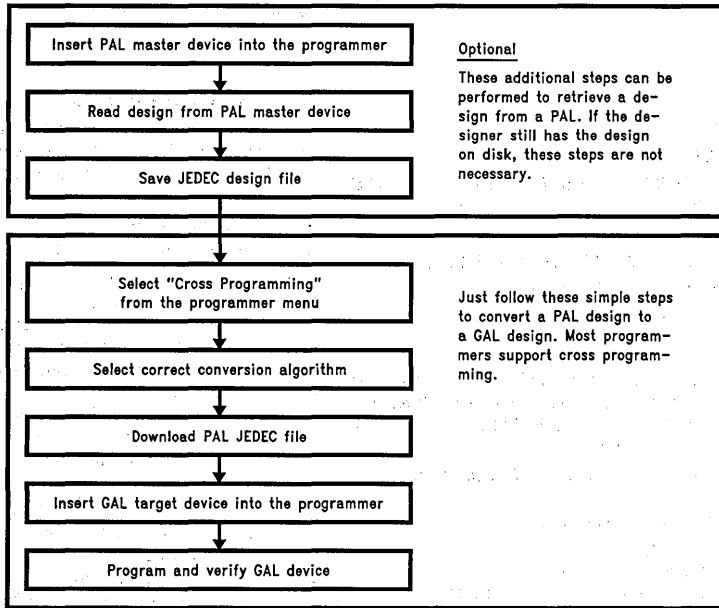 Insert PAL master device into the programmer
Read design from PAL master device
Save JEDEC design file
Optional
These additional steps can be
performed to retrieve a de-
sign from a PAL. If the de-
signer still has the design
on disk, these steps are not
necessary.
Select "Cross Programming"
from the programmer menu
Select correct conversion algorithm
Download PAL JEDEC file
Insert GAL target device into the programmer
Program and verify GAL device
Just follow these simple steps
to convert a PAL design to
a GAL design. Most program-
mers support cross program-
ming.